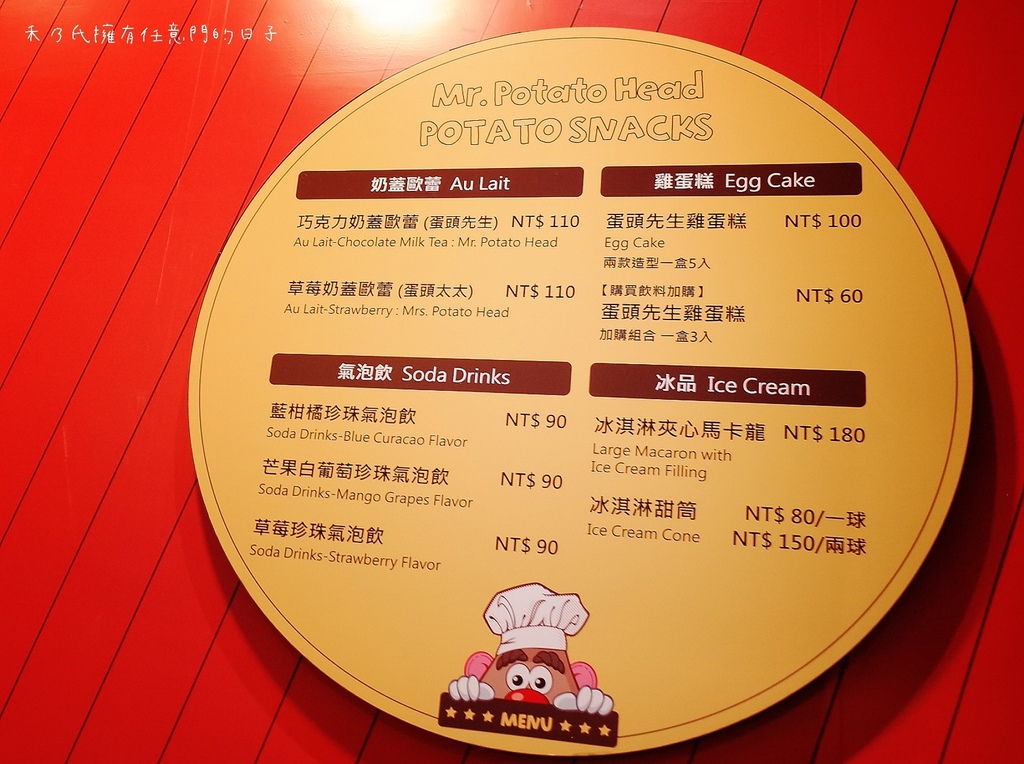 禾乃氏擁有任意門的日子
Mr. Potato Head
POTATO SNACKS
奶蓋歐蕾 Au Lait
巧克力奶蓋歐蕾 (蛋頭先生) NT$ 110
Au Lait-Chocolate Milk Tea : Mr. Potato Head
草莓奶蓋歐蕾 (蛋頭太太) NT$ 110
Au Lait-Strawberry : Mrs. Potato Head
雞蛋糕 Egg Cake
蛋頭先生雞蛋糕 NT$ 100
Egg Cake
兩款造型一盒5入
【購買飲料加購】 NT$ 60
蛋頭先生雞蛋糕
加購組合 一盒3入
氣泡飲 Soda Drinks
藍柑橘珍珠氣泡飲 NT$ 90
Soda Drinks-Blue Curacao Flavor
芒果白葡萄珍珠氣泡飲 NT$ 90
Soda Drinks-Mango Grapes Flavor
草莓珍珠氣泡飲 NT$ 90
Soda Drinks-Strawberry Flavor
冰品 Ice Cream
冰淇淋夾心馬卡龍 NT$ 180
Large Macaron with
Ice Cream Filling
冰淇淋甜筒 NT$ 80/一球
Ice Cream Cone NT$ 150/兩球
MENU